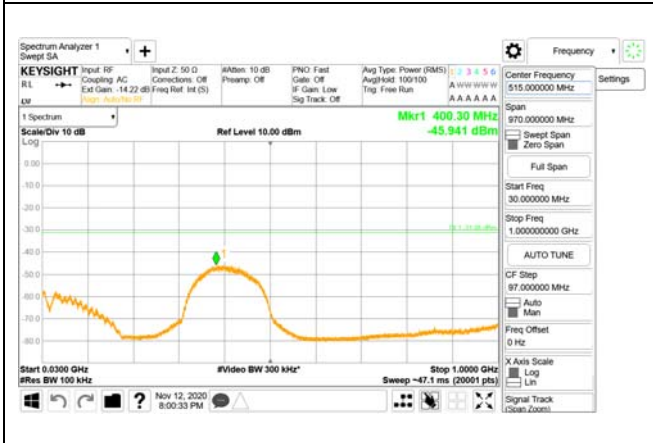 Spectrum Analyzer 1
Swept SA
Frequency
KEYSIGHT
Input: RF
Coupling: AC
Ext Gain: -14.22 dB
Align: Auto/No RF
Input Z: 50 Ω
Corrections: Off
Freq Ref: Int (S)
#Atten: 10 dB
Preamp: Off
PNO: Fast
Gate: Off
IF Gain: Low
Sig Track: Off
Avg Type: Power (RMS)
Avg|Hold: 100/100
Trig: Free Run
1 2 3 4 5 6
A W W W W W
A A A A A A
RL
1 Spectrum
Scale/Div 10 dB
Ref Level 10.00 dBm
Mkr1 400.30 MHz
-45.941 dBm
Log
0.00
-10.0
-20.0
-30.0
-40.0
-50.0
-60.0
-70.0
-80.0
1
Start 0.0300 GHz
#Res BW 100 kHz
#Video BW 300 kHz*
Stop 1.0000 GHz
Sweep ~47.1 ms (20001 pts)
Nov 12, 2020
8:00:33 PM
Center Frequency
515.000000 MHz
Settings
Span
970.000000 MHz
Swept Span
Zero Span
Full Span
Start Freq
30.000000 MHz
Stop Freq
1.000000000 GHz
AUTO TUNE
CF Step
97.000000 MHz
Auto
Man
Freq Offset
0 Hz
X Axis Scale
Log
Lin
Signal Track
(Span Zoom)